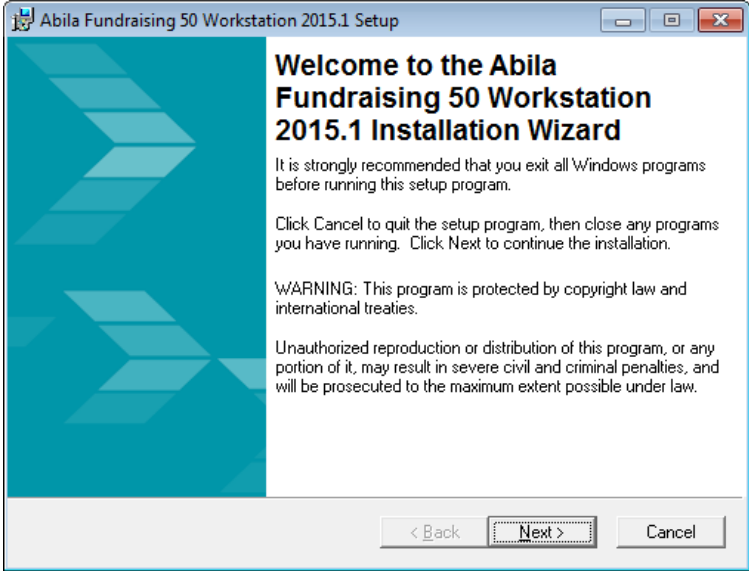 Abila Fundraising 50 Workstation 2015.1 Setup
Welcome to the Abila
Fundraising 50 Workstation
2015.1 Installation Wizard
It is strongly recommended that you exit all Windows programs
before running this setup program.
Click Cancel to quit the setup program, then close any programs
you have running.  Click Next to continue the installation.
WARNING: This program is protected by copyright law and
international treaties.
Unauthorized reproduction or distribution of this program, or any
portion of it, may result in severe civil and criminal penalties, and
will be prosecuted to the maximum extent possible under law.
< Back Next > Cancel